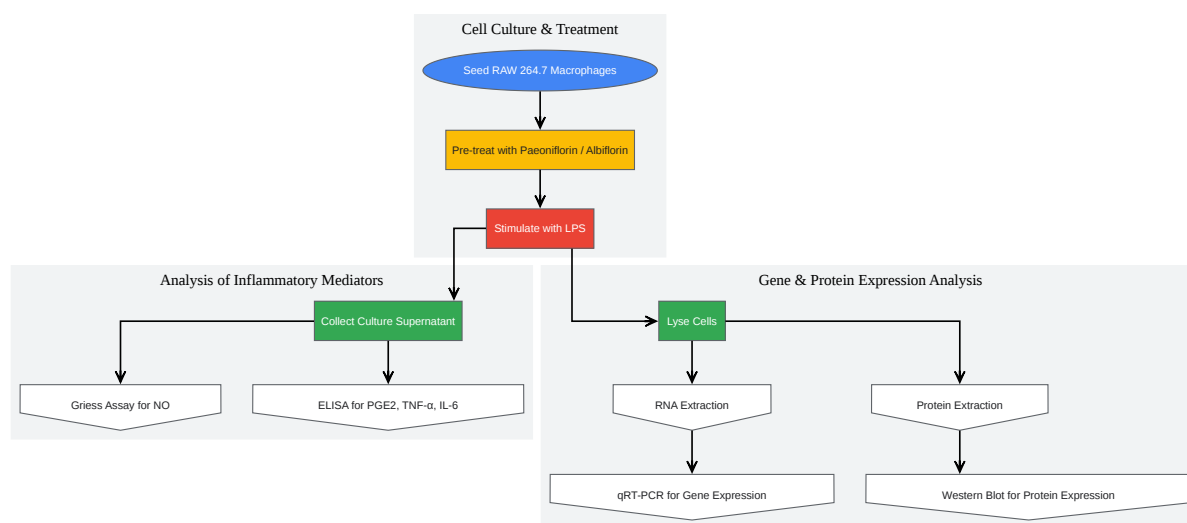 Cell Culture & Treatment
Seed RAW 264.7 Macrophages
Pre-treat with Paeoniflorin / Albiflorin
Stimulate with LPS
Analysis of Inflammatory Mediators
Collect Culture Supernatant
Griess Assay for NO
ELISA for PGE2, TNF-α, IL-6
Gene & Protein Expression Analysis
Lyse Cells
RNA Extraction
Protein Extraction
qRT-PCR for Gene Expression
Western Blot for Protein Expression